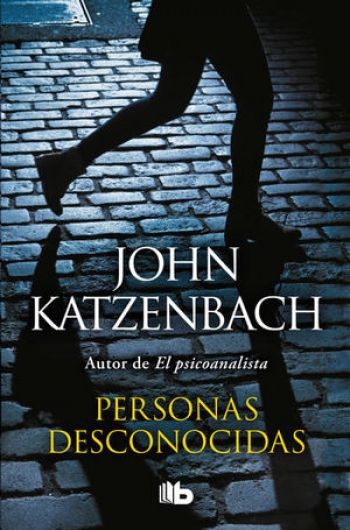 JOHN
KATZENBACH
Autor de El psicoanalista
PERSONAS
DESCONOCIDAS
b